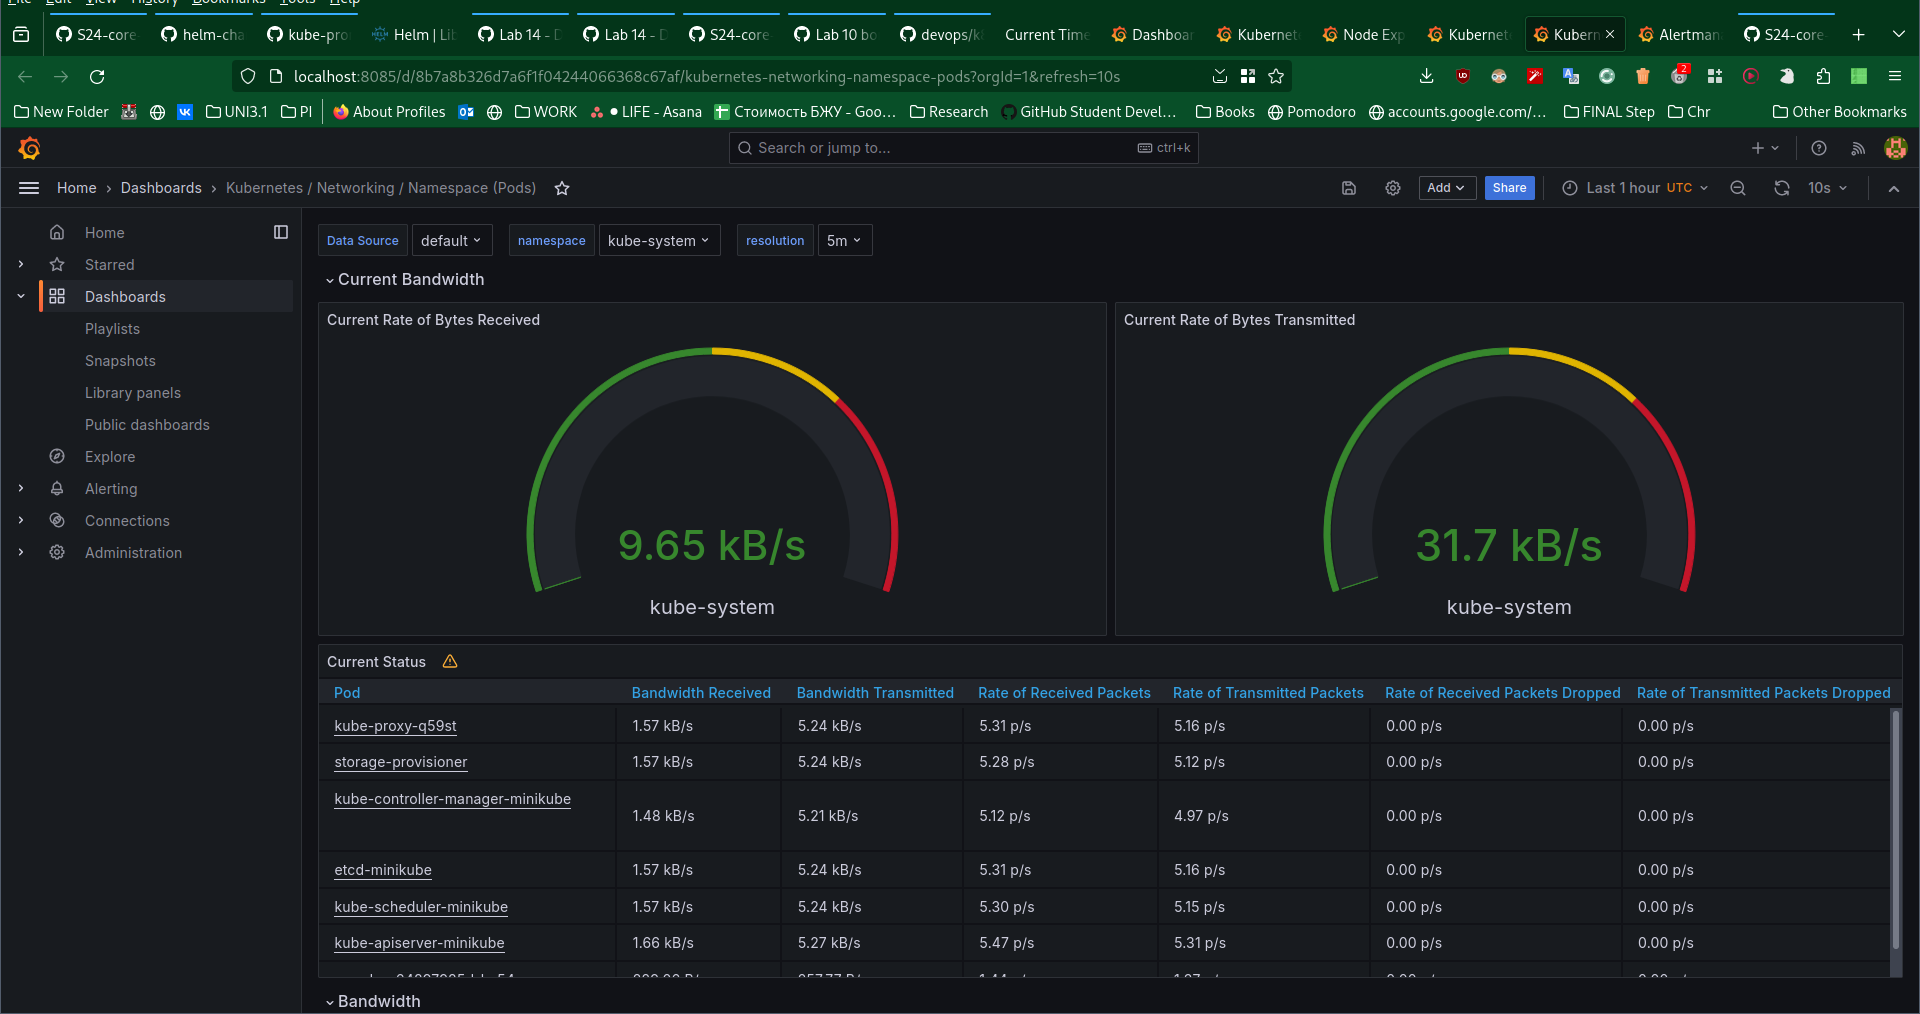 File Edit View History Bookmarks Tools Help
S24-core- helm-cha kube-pro Helm | Lib Lab 14 - D Lab 14 - D S24-core Lab 10 bo devops/k Current Time Dashboar Kubernet Node Exp Kubernet Kubern Alertman S24-core-
localhost:8085/d/8b7a8b326d7a6f1f04244066368c67af/kubernetes-networking-namespace-pods?orgId=1&refresh=10s 2
New Folder UNI3.1 PI About Profiles WORK LIFE - Asana Стоимость БЖУ - Goo… Research GitHub Student Devel… Books Pomodoro accounts.google.com/… FINAL Step Chr Other Bookmarks
Search or jump to... ctrl+k
Home › Dashboards › Kubernetes / Networking / Namespace (Pods) Add Share Last 1 hour UTC 10s
Home
Starred
Dashboards
Playlists
Snapshots
Library panels
Public dashboards
Explore
Alerting
Connections
Administration
Data Source default namespace kube-system resolution 5m
Current Bandwidth
Current Rate of Bytes Received
9.65 kB/s
kube-system
Current Rate of Bytes Transmitted
31.7 kB/s
kube-system
Current Status
Pod Bandwidth Received Bandwidth Transmitted Rate of Received Packets Rate of Transmitted Packets Rate of Received Packets Dropped Rate of Transmitted Packets Dropped
kube-proxy-q59st 1.57 kB/s 5.24 kB/s 5.31 p/s 5.16 p/s 0.00 p/s 0.00 p/s
storage-provisioner 1.57 kB/s 5.24 kB/s 5.28 p/s 5.12 p/s 0.00 p/s 0.00 p/s
kube-controller-manager-minikube 1.48 kB/s 5.21 kB/s 5.12 p/s 4.97 p/s 0.00 p/s 0.00 p/s
etcd-minikube 1.57 kB/s 5.24 kB/s 5.31 p/s 5.16 p/s 0.00 p/s 0.00 p/s
kube-scheduler-minikube 1.57 kB/s 5.24 kB/s 5.30 p/s 5.15 p/s 0.00 p/s 0.00 p/s
kube-apiserver-minikube 1.66 kB/s 5.27 kB/s 5.47 p/s 5.31 p/s 0.00 p/s 0.00 p/s
Bandwidth